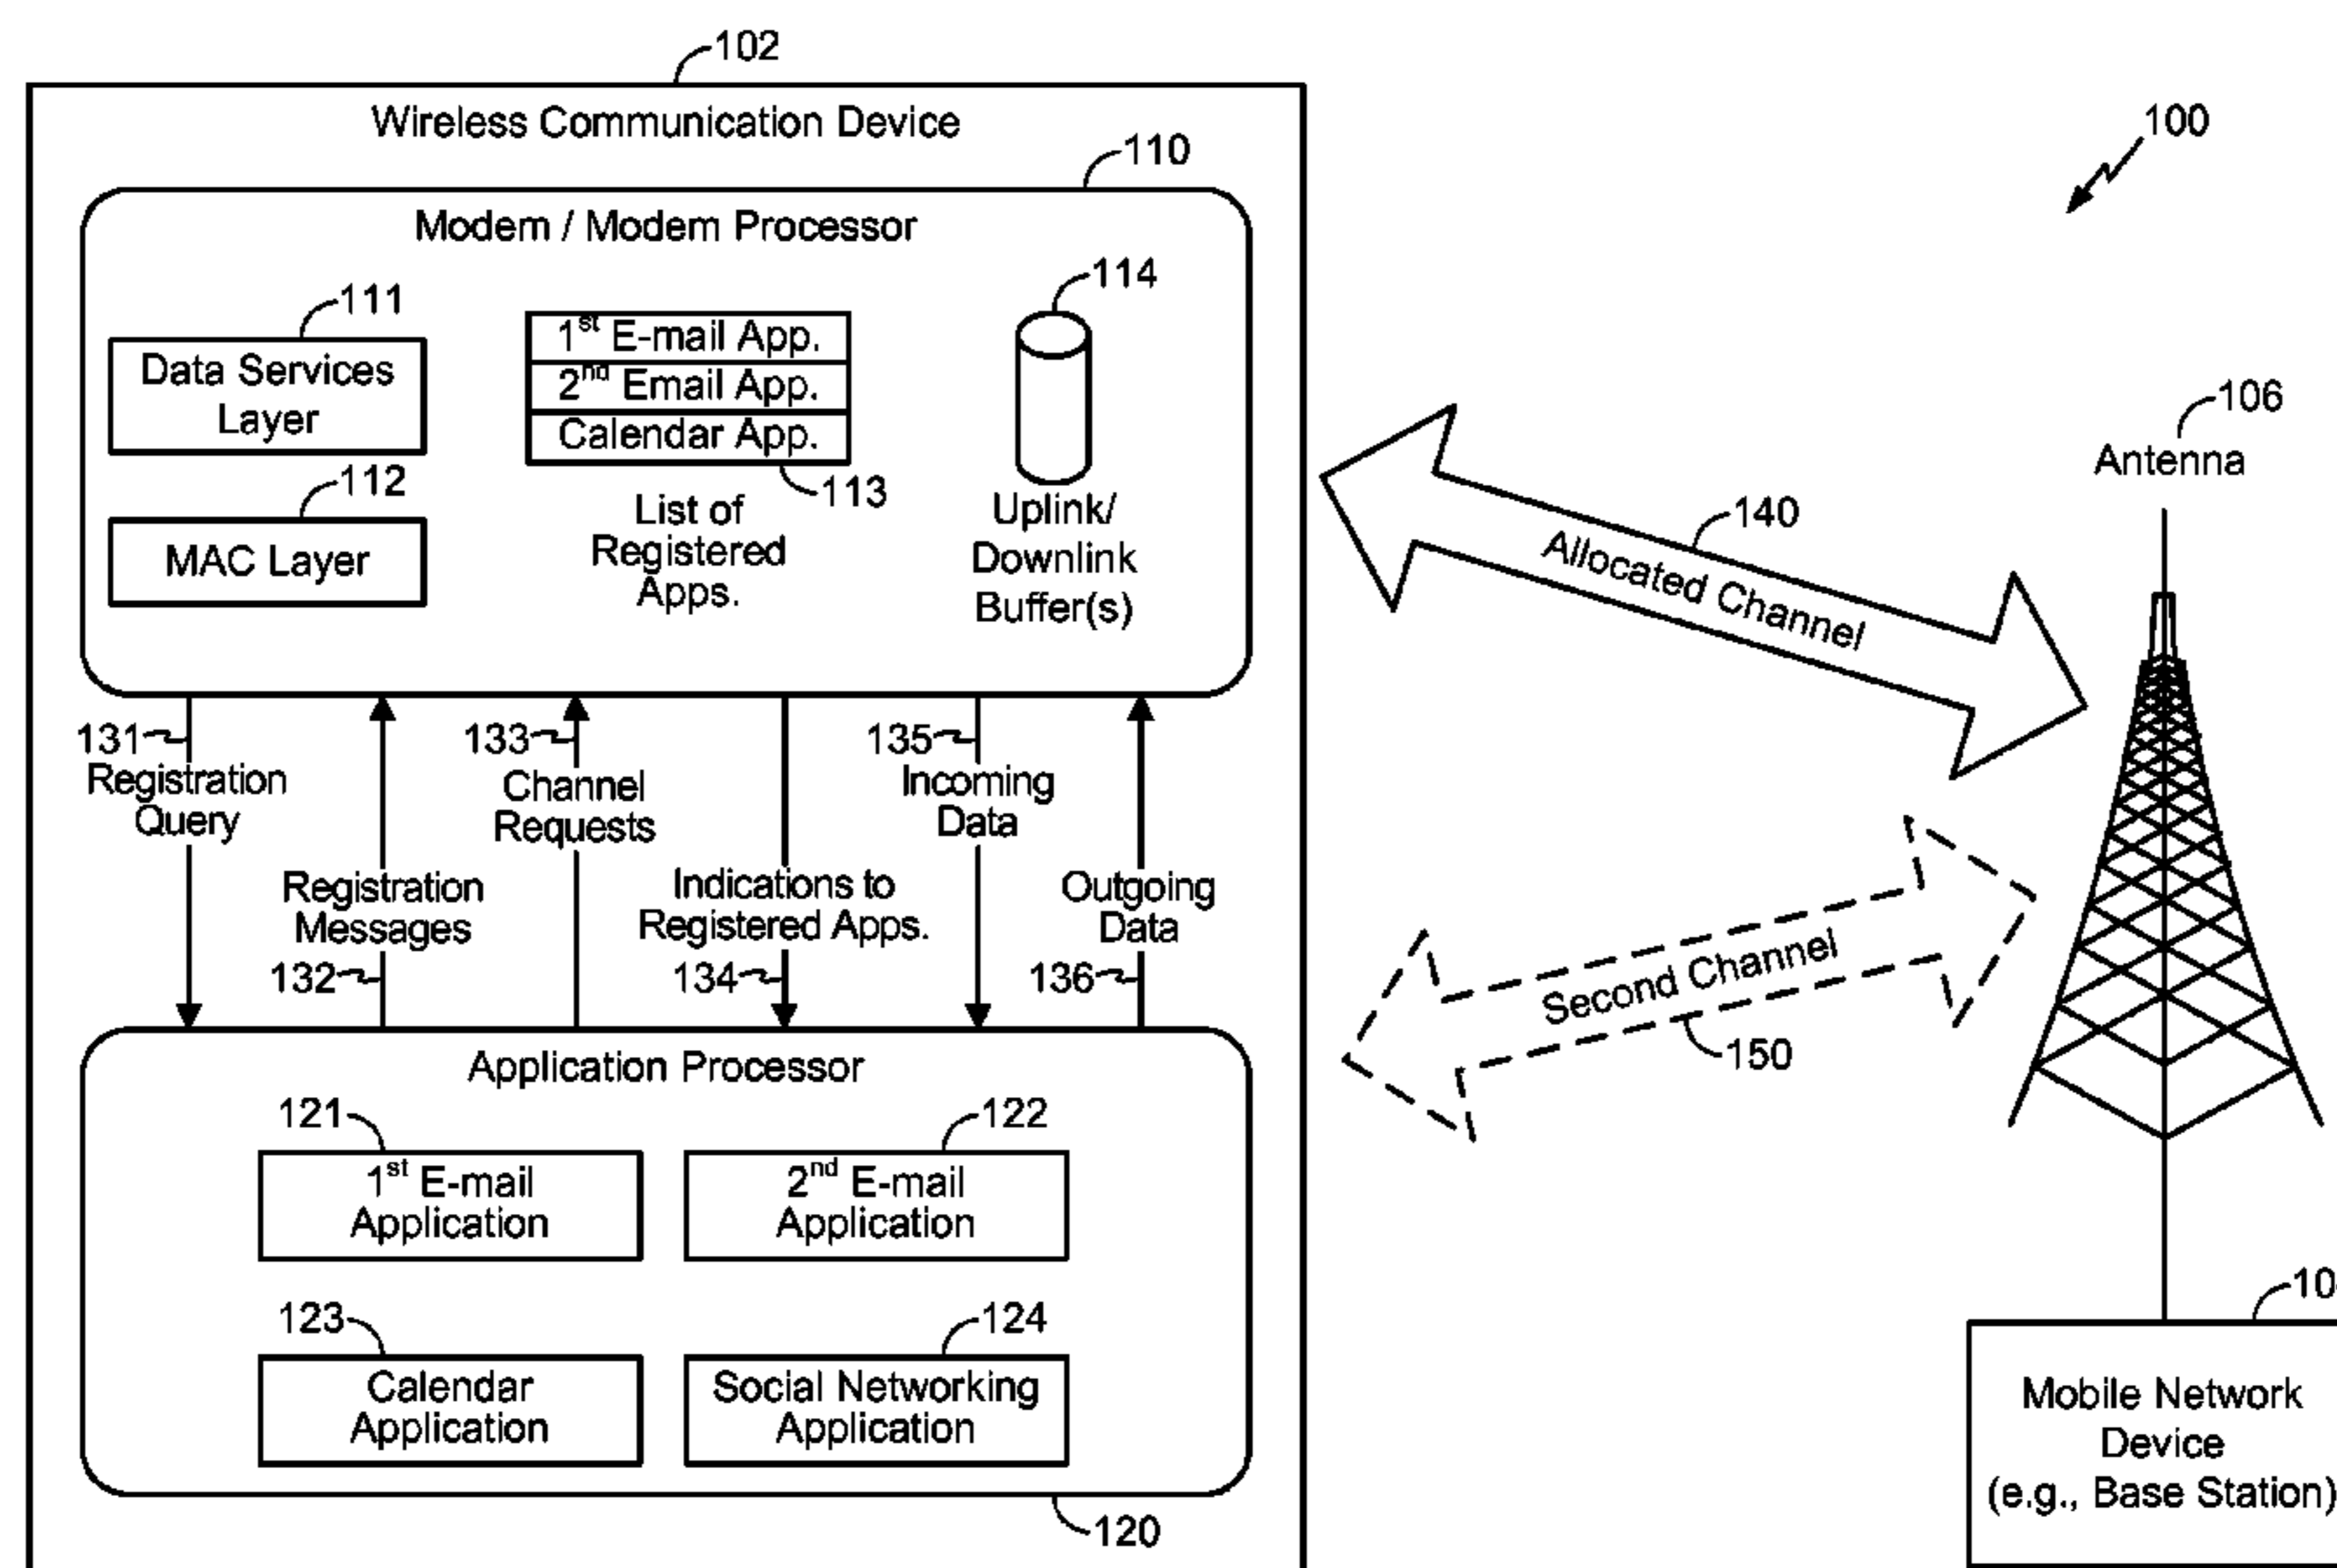 102
Wireless Communication Device
100
110
Modem / Modem Processor
111
Data Services
Layer
112
MAC Layer
1st E-mail App.
2nd Email App.
Calendar App.
113
List of
Registered
Apps.
114
Uplink/
Downlink
Buffer(s)
131
Registration
Query
Registration
Messages
132
133
Channel
Requests
Indications to
Registered Apps.
134
135
Incoming
Data
Outgoing
Data
136
Application Processor
121
1st E-mail
Application
122
2nd E-mail
Application
123
Calendar
Application
124
Social Networking
Application
120
140
Allocated Channel
Second Channel
150
106
Antenna
Mobile Network
Device
(e.g., Base Station)